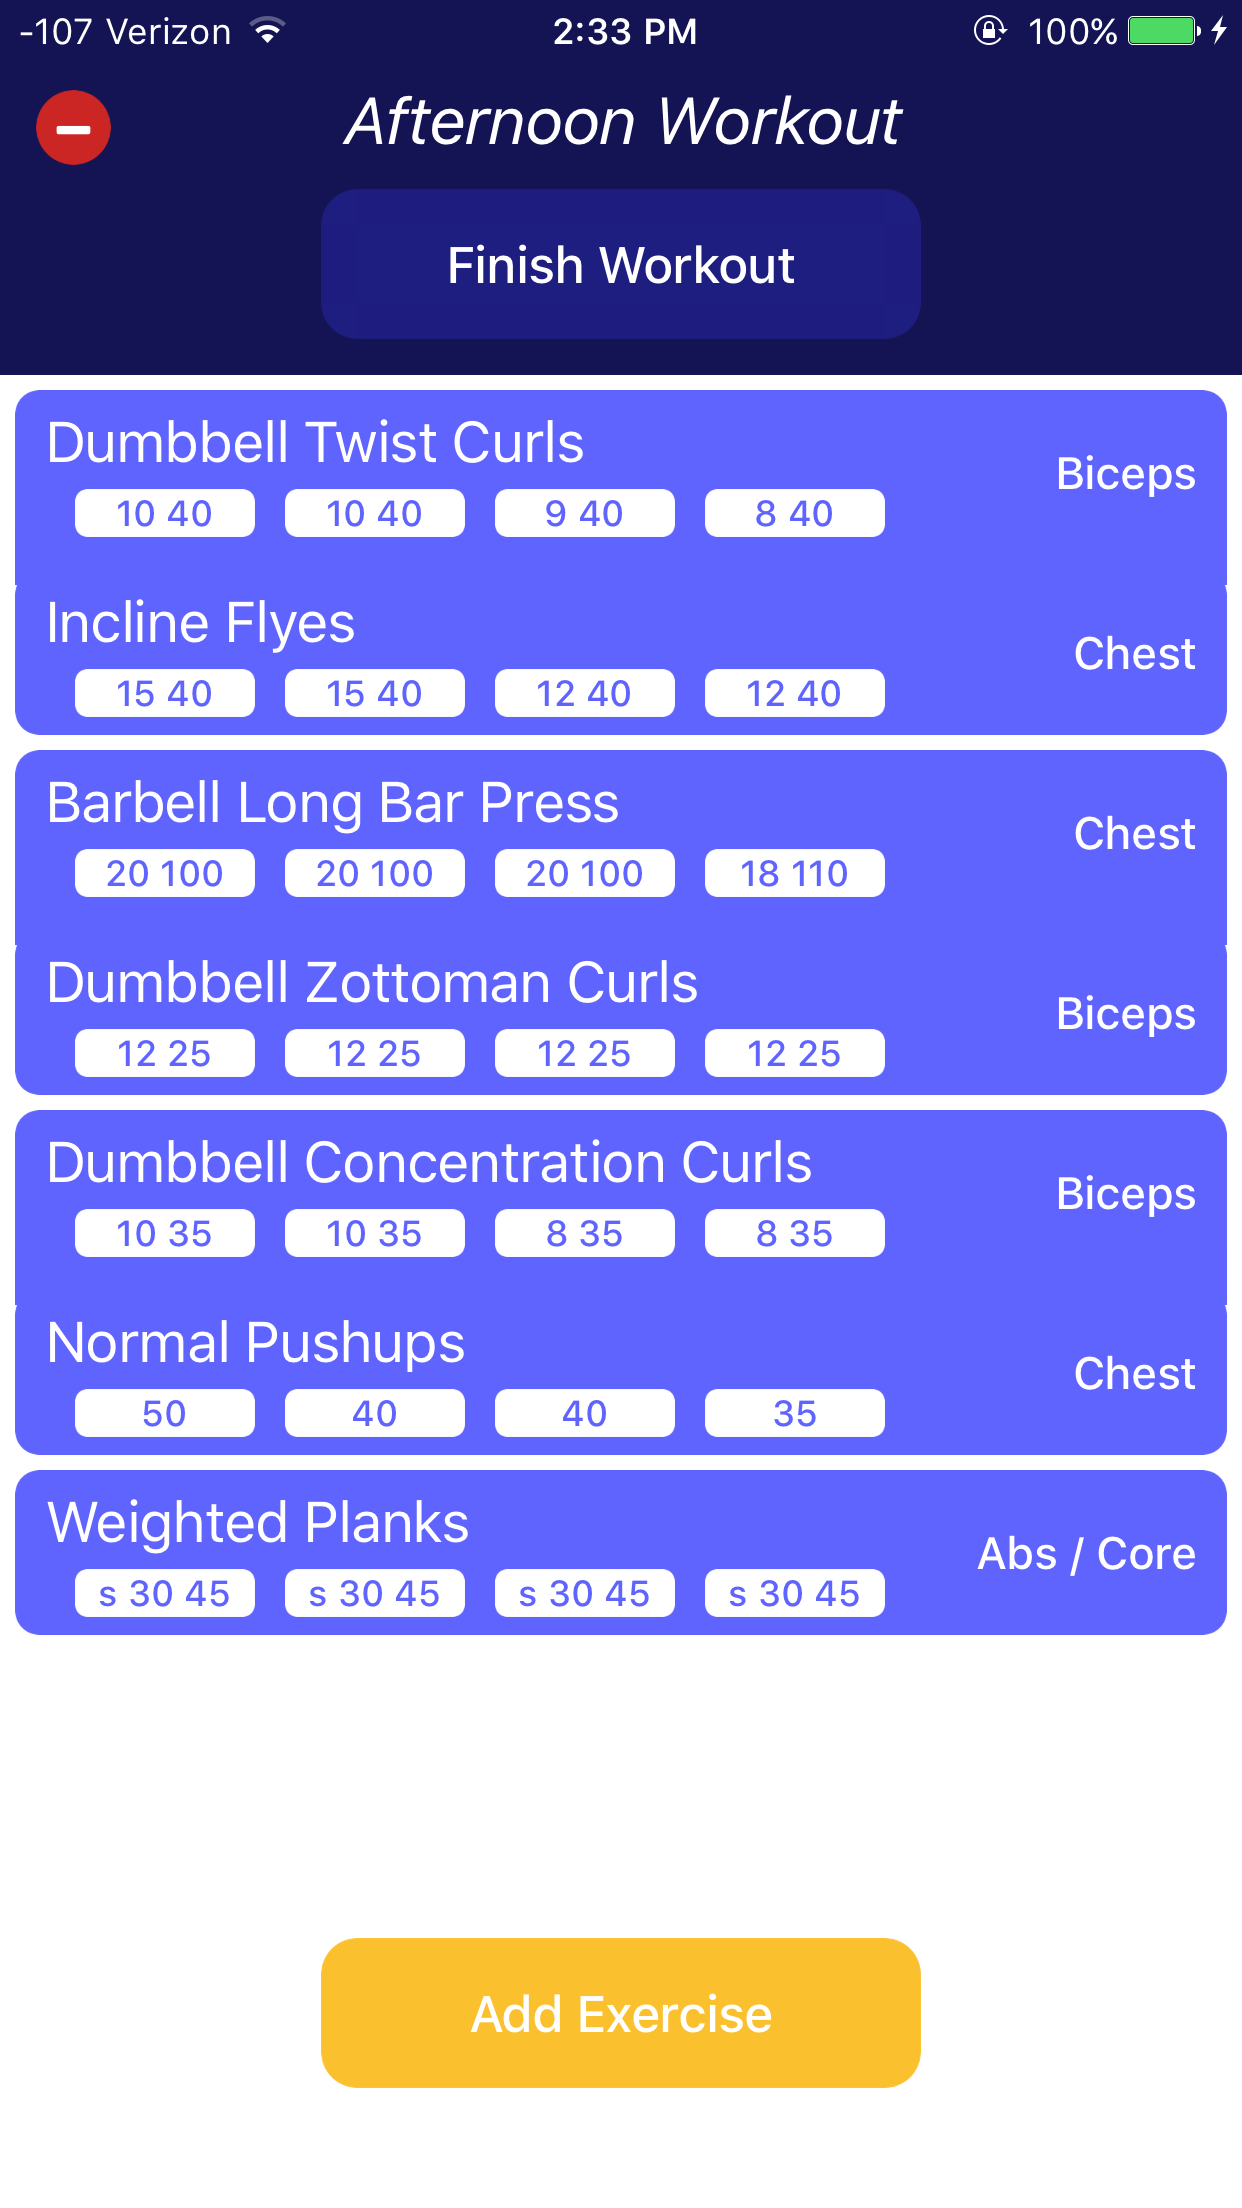 -107 Verizon 2:33 PM 100%
Afternoon Workout
Finish Workout
Dumbbell Twist Curls
Biceps
10 40 10 40 9 40 8 40
Incline Flyes
Chest
15 40 15 40 12 40 12 40
Barbell Long Bar Press
Chest
20 100 20 100 20 100 18 110
Dumbbell Zottoman Curls
Biceps
12 25 12 25 12 25 12 25
Dumbbell Concentration Curls
Biceps
10 35 10 35 8 35 8 35
Normal Pushups
Chest
50 40 40 35
Weighted Planks
Abs / Core
s 30 45 s 30 45 s 30 45 s 30 45
Add Exercise